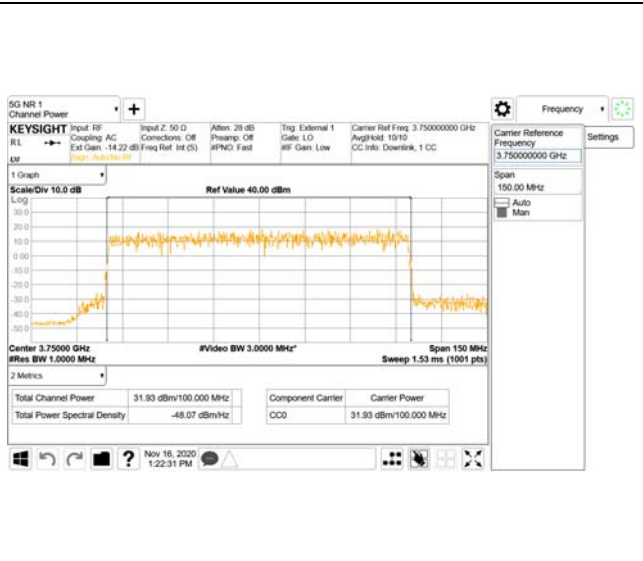 5G NR 1
Channel Power
+
Frequency
KEYSIGHT Input: RF Input Z: 50 Ω Atten: 28 dB Trig: External 1 Carrier Ref Freq: 3.750000000 GHz
RL Coupling: AC Corrections: Off Preamp: Off Gate: LO Avg|Hold: 10/10
Ext Gain: -14.22 dB Freq Ref: Int (S) #PNO: Fast #IF Gain: Low CC Info: Downlink, 1 CC
Align: Auto/No RF
Carrier Reference
Frequency
3.750000000 GHz
Settings
Span
150.00 MHz
Auto
Man
1 Graph
Scale/Div 10.0 dB Ref Value 40.00 dBm
Log
30.0
20.0
10.0
0.00
-10.0
-20.0
-30.0
-40.0
-50.0
Center 3.75000 GHz #Video BW 3.0000 MHz* Span 150 MHz
#Res BW 1.0000 MHz Sweep 1.53 ms (1001 pts)
2 Metrics
Total Channel Power 31.93 dBm/100.000 MHz Component Carrier Carrier Power
Total Power Spectral Density -48.07 dBm/Hz CC0 31.93 dBm/100.000 MHz
? Nov 16, 2020
1:22:31 PM